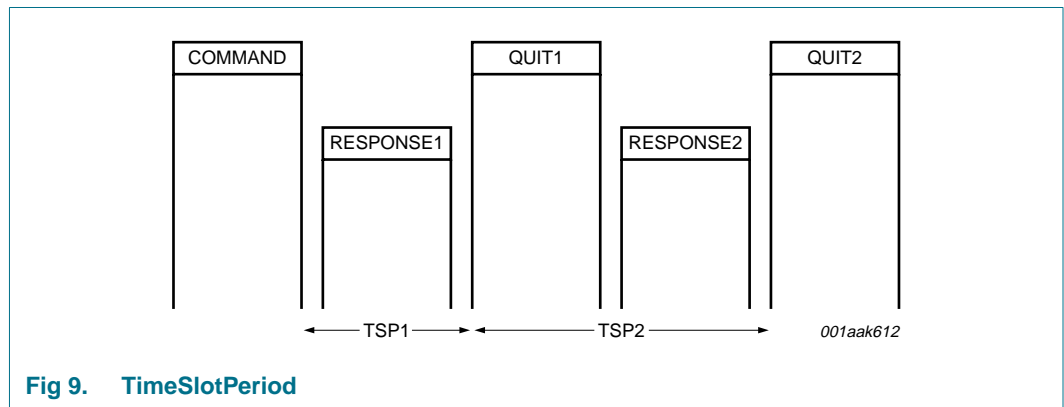 COMMAND QUIT1 QUIT2
RESPONSE1 RESPONSE2
TSP1 TSP2 001aak612
Fig 9. TimeSlotPeriod